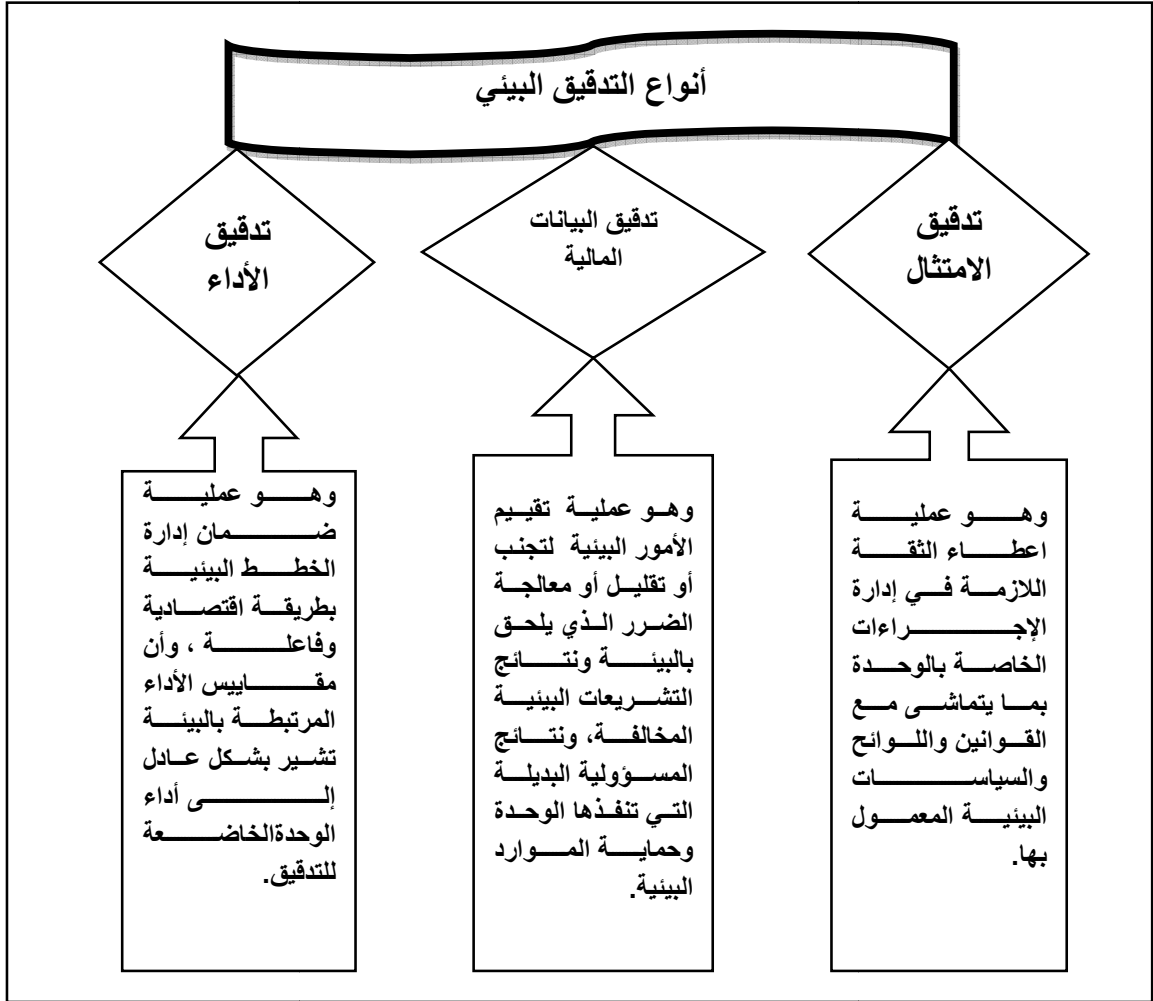 أنواع التدقيق البيئي
تدقيق
الامتثال
تدقيق البيانات
المالية
تدقيق
الأداء
وهو عملية
اعطاء الثقة
اللازمة في إدارة
الإجراءات
الخاصة بالوحدة
بما يتماشى مع
القوانين واللوائح
والسياسات
البيئية المعمول
بها.
وهو عملية تقييم
الأمور البيئية لتجنب
أو تقليل أو معالجة
الضرر الذي يلحق
بالبيئة ونتائج
التشريعات البيئية
المخالفة، ونتائج
المسؤولية البديلة
التي تنفذها الوحدة
وحماية الموارد
البيئية.
وهو عملية
ضمان إدارة
الخطط البيئية
بطريقة اقتصادية
وفاعلة ، وأن
مقاييس الأداء
المرتبطة بالبيئة
تشير بشكل عادل
إلى أداء
الوحدةالخاضعة
للتدقيق.